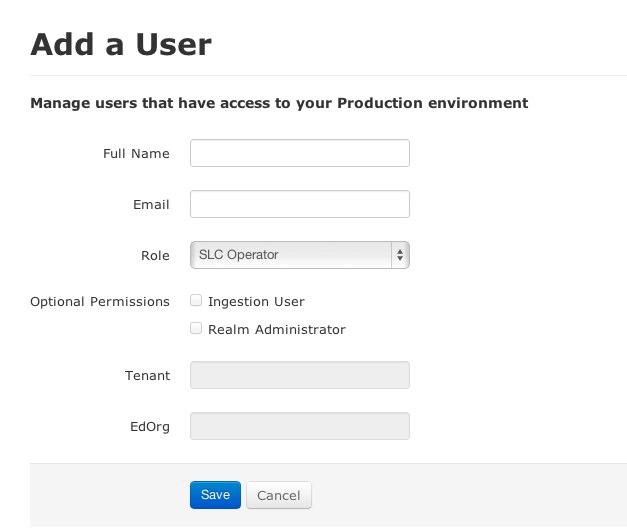 Add a User
Manage users that have access to your Production environment
Full Name
Email
Role SLC Operator
Optional Permissions Ingestion User
Realm Administrator
Tenant
EdOrg
Save Cancel